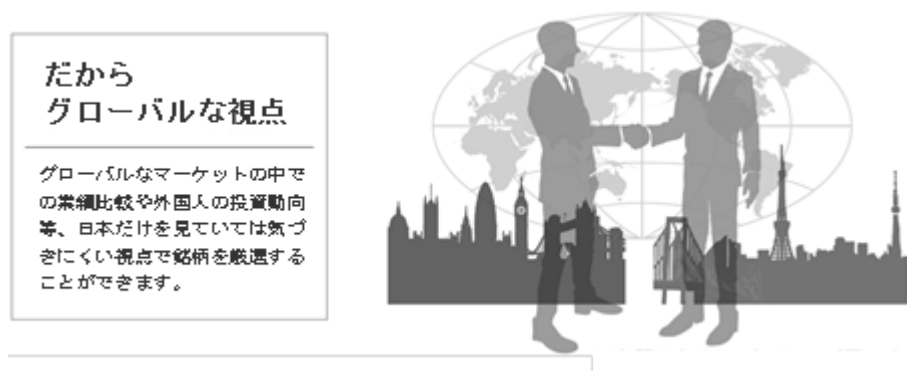 だから
グローバルな視点
グローバルなマーケットの中で
の業績比較や外国人の投資動向
等、日本だけを見ていては気づ
きにくい視点で銘柄を厳選する
ことができます。